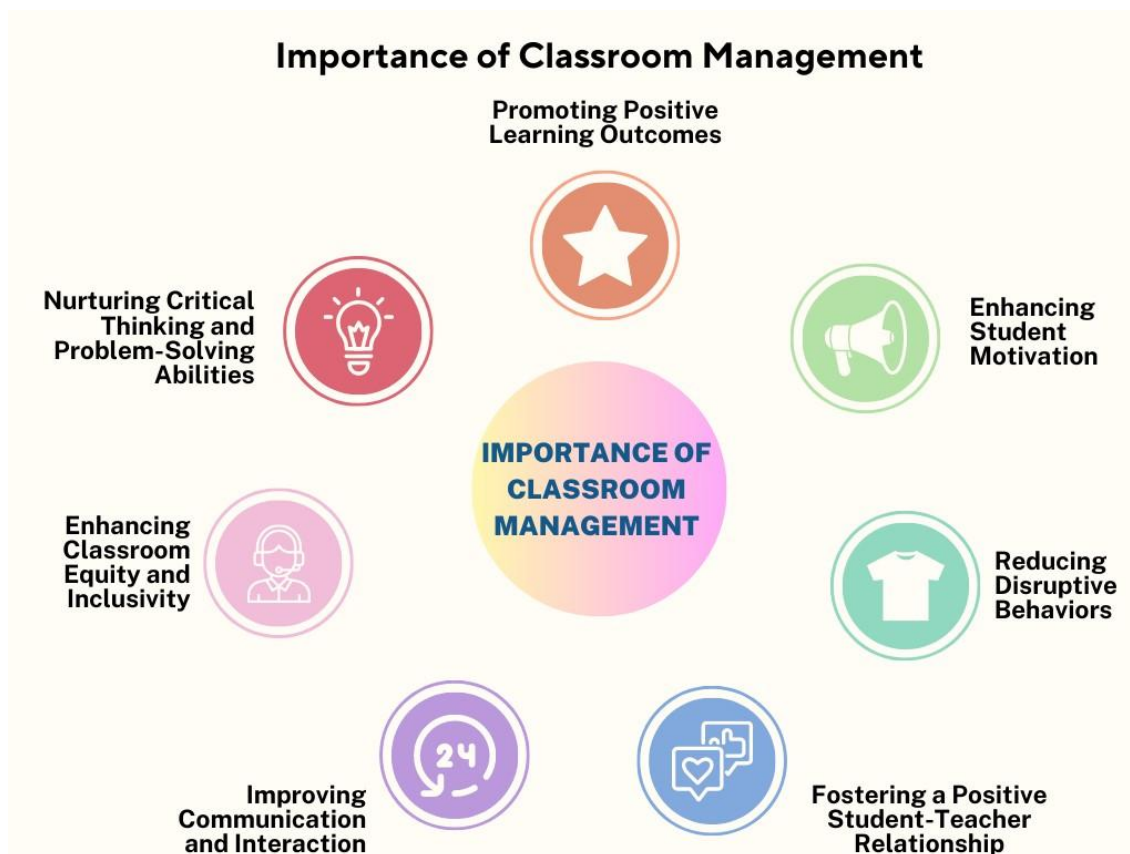 Importance of Classroom Management
Promoting Positive
Learning Outcomes
Nurturing Critical
Thinking and
Problem-Solving
Abilities
Enhancing
Student
Motivation
IMPORTANCE OF
CLASSROOM
MANAGEMENT
Enhancing
Classroom
Equity and
Inclusivity
Reducing
Disruptive
Behaviors
24
Improving
Communication
and Interaction
Fostering a Positive
Student-Teacher
Relationship